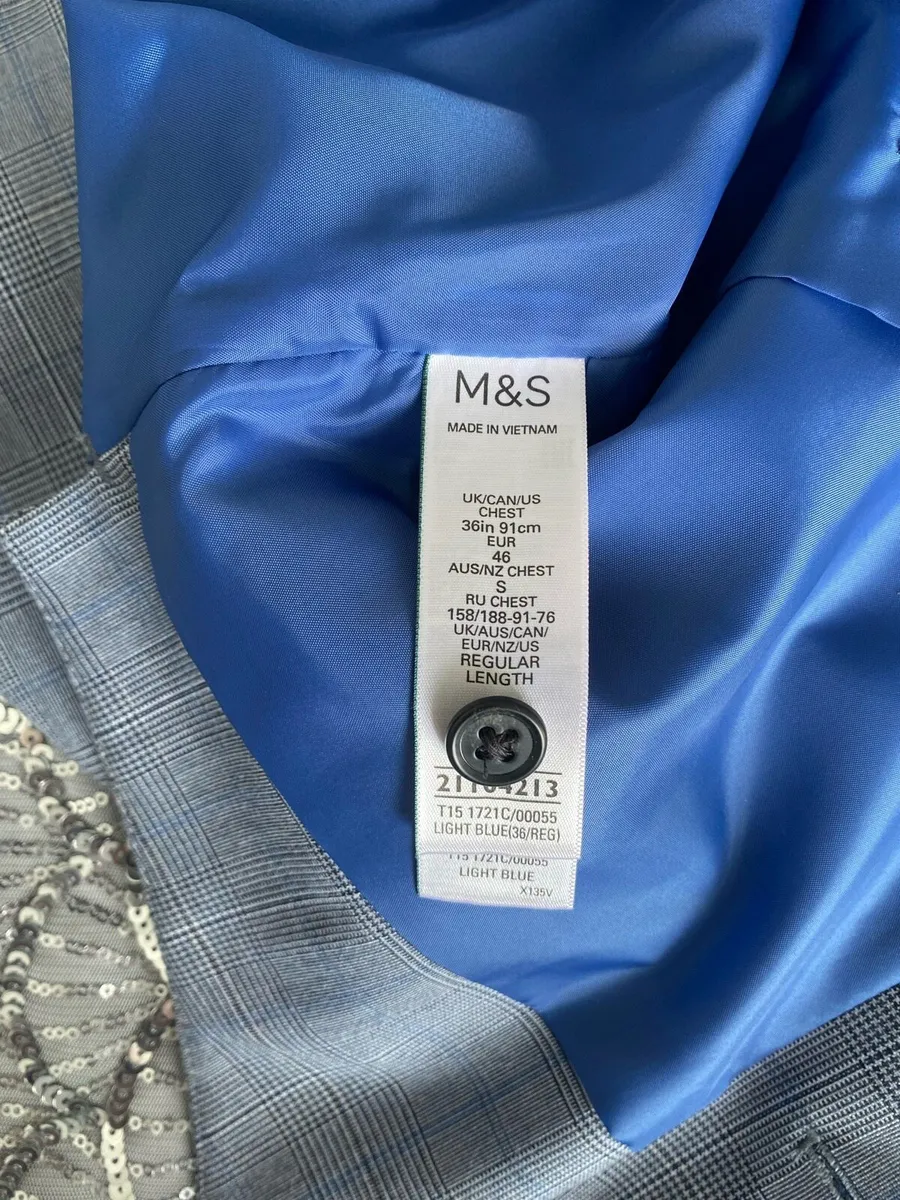 M&S
MADE IN VIETNAM
UK/CAN/US
CHEST
36in 91cm
EUR
46
AUS/NZ CHEST
S
RU CHEST
158/188-91-76
UK/AUS/CAN/
EUR/NZ/US
REGULAR
LENGTH
T15 1721C/00055
LIGHT BLUE(36/REG)
T15 1721C/00055
LIGHT BLUE
X135V